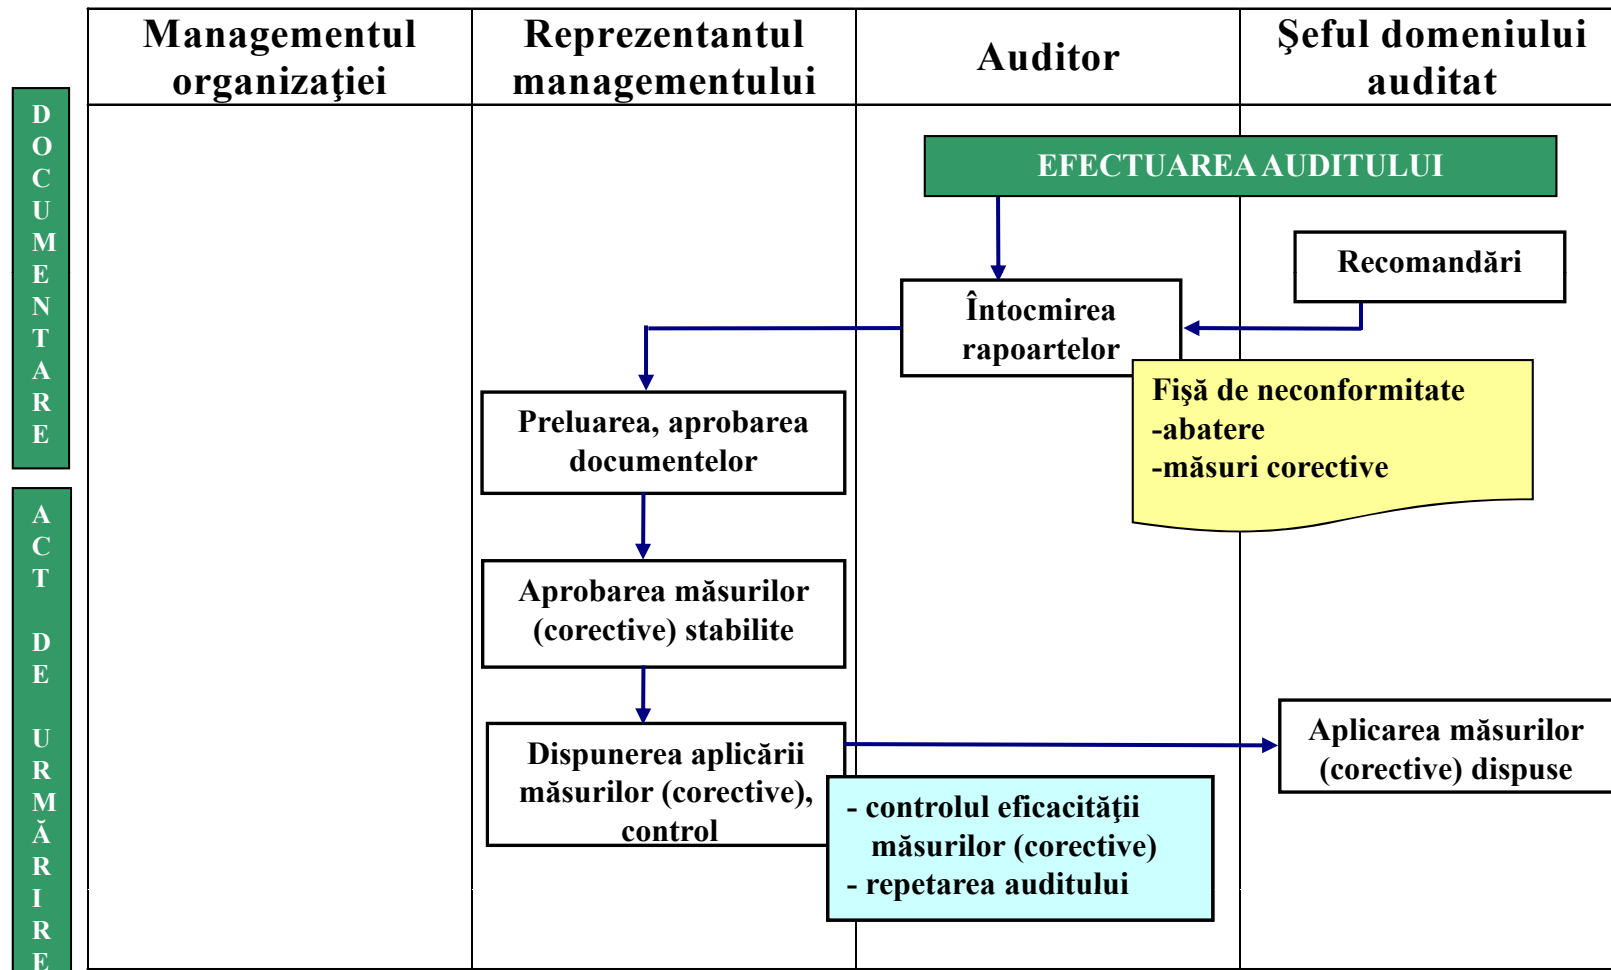 Managementul
organizaţiei
Reprezentantul
managementului
Auditor
Şeful domeniului
auditat
D
O
C
U
M
E
N
T
A
R
E
EFECTUAREA AUDITULUI
Recomandări
Întocmirea
rapoartelor
Fişă de neconformitate
-abatere
-măsuri corective
Preluarea, aprobarea
documentelor
A
C
T
D
E
U
R
M
Ă
R
I
R
E
Aprobarea măsurilor
(corective) stabilite
Dispunerea aplicării
măsurilor (corective),
control
Aplicarea măsurilor
(corective) dispuse
- controlul eficacităţii
măsurilor (corective)
- repetarea auditului